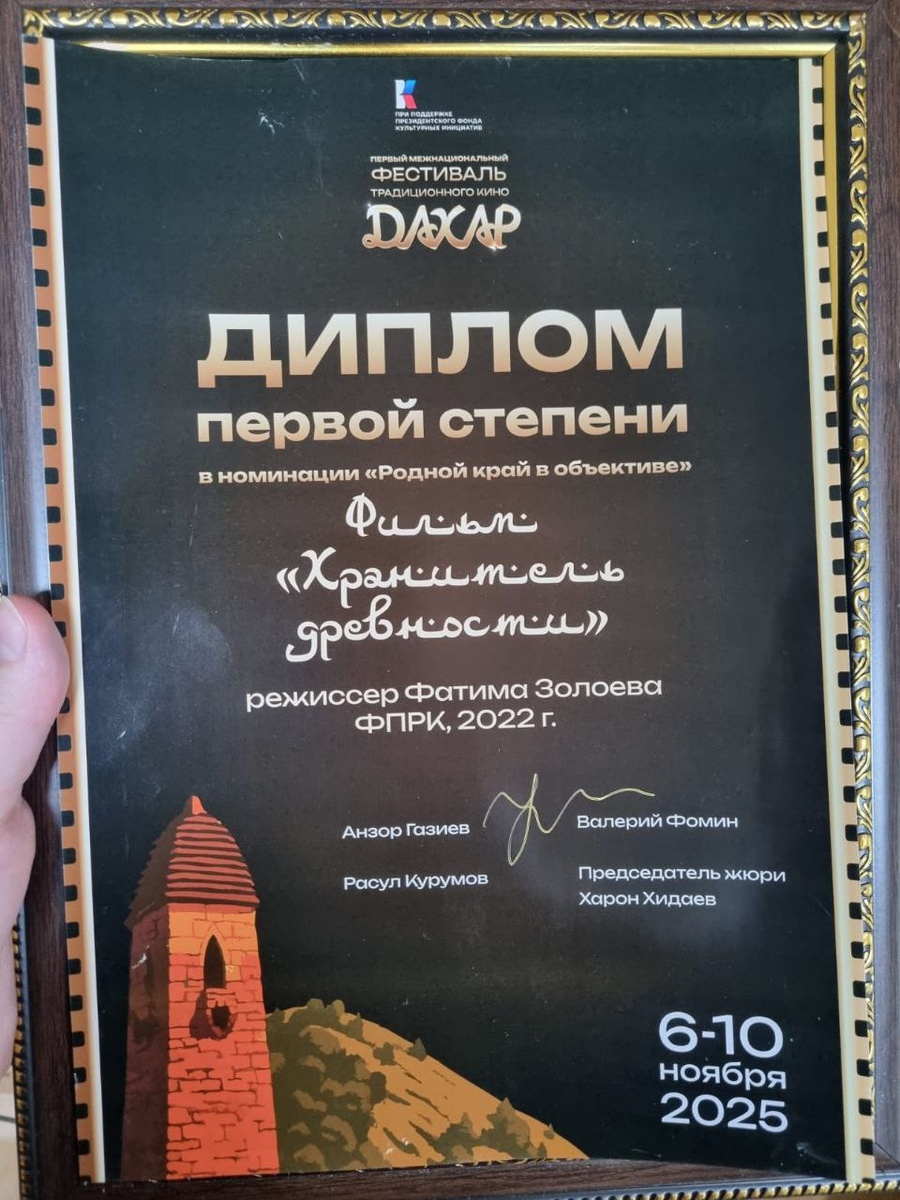 ПРИ ПОДДЕРЖКЕ
ПРЕЗИДЕНТСКОГО ФОНДА
КУЛЬТУРНЫХ ИНИЦИАТИВ
ПЕРВЫЙ МЕЖНАЦИОНАЛЬНЫЙ
ФЕСТИВАЛЬ
ТРАДИЦИОННОГО КИНО
ДАХАР
ДИПЛОМ
первой степени
в номинации «Родной край в объективе»
Фильм
«Хранитель
древности»
режиссер Фатима Золоева
ФПРК, 2022 г.
Анзор Газиев
Валерий Фомин
Расул Курумов
Председатель жюри
Харон Хидаев
6-10
ноября
2025